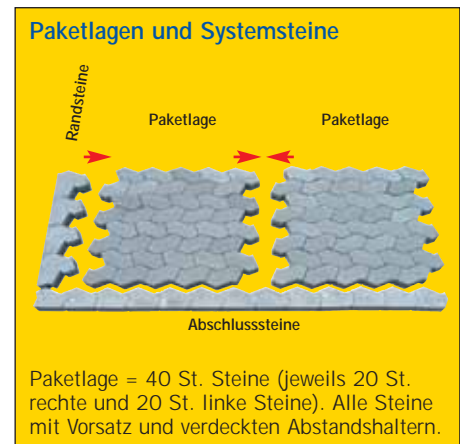 Paketlagen und Systemsteine
Randsteine
Paketlage
Paketlage
Abschlusssteine
Paketlage = 40 St. Steine (jeweils 20 St.
rechte und 20 St. linke Steine). Alle Steine
mit Vorsatz und verdeckten Abstandshaltern.